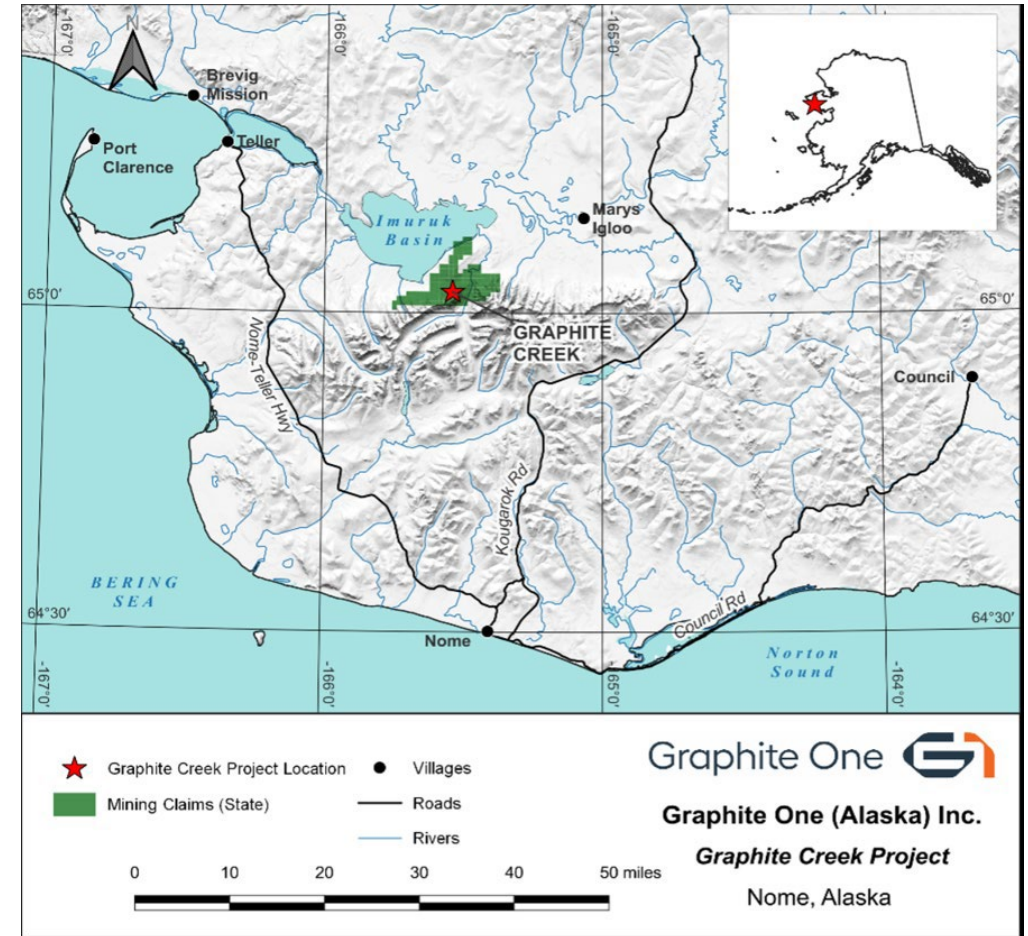 -167°0'
-166°0'
-165°0'
N
Brevig
Mission
Port
Clarence
Teller
Imuruk
Basin
Marys
Igloo
65°0'
65°0'
GRAPHITE
CREEK
Nome-Teller Hwy
Council
Kougarok Rd
BERING
SEA
64°30'
64°30'
Council Rd
Nome
Norton
Sound
-167°0'
-166°0'
-165°0'
-164°0'
Graphite Creek Project Location
Villages
Mining Claims (State)
Roads
Rivers
0 10 20 30 40 50 miles
Graphite One G1
Graphite One (Alaska) Inc.
Graphite Creek Project
Nome, Alaska